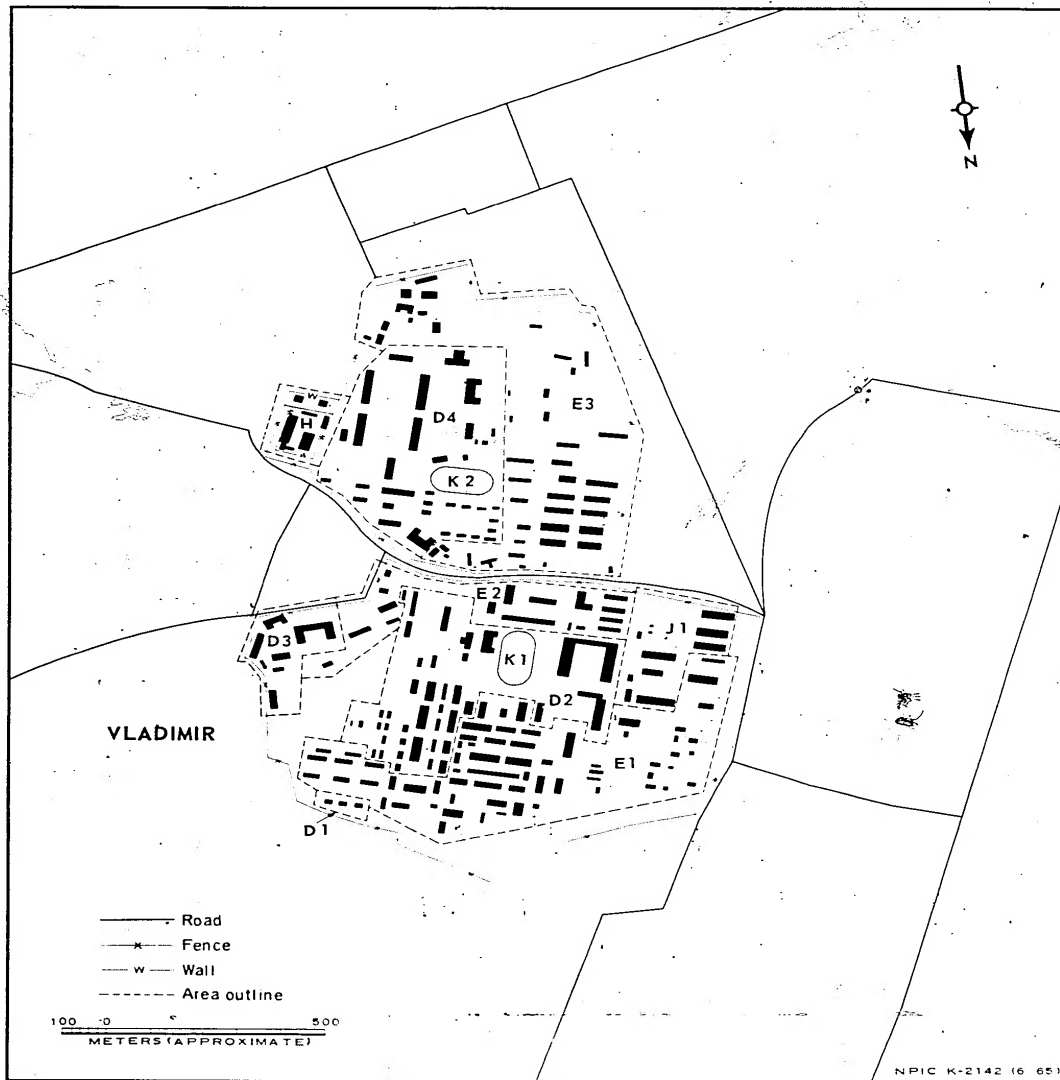 N
E3
D4
H
W
K 2
E2
J1
D3
K1
D2
VLADIMIR
E1
D1
Road
Fence
W Wall
Area outline
100 0 500
METERS (APPROXIMATE)
NPIC K-2142 (6 65)